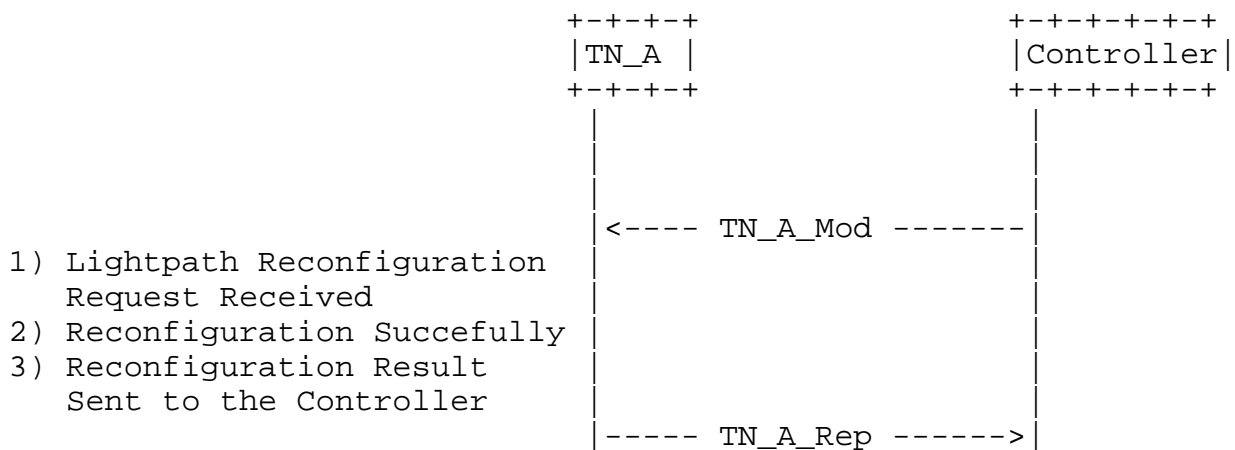 +-+-+-+ +-+-+-+-+-+
|TN_A | |Controller|
+-+-+-+ +-+-+-+-+-+
|<---- TN_A_Mod -------|
1) Lightpath Reconfiguration
Request Received
2) Reconfiguration Succefully
3) Reconfiguration Result
Sent to the Controller
|----- TN_A_Rep ------>|